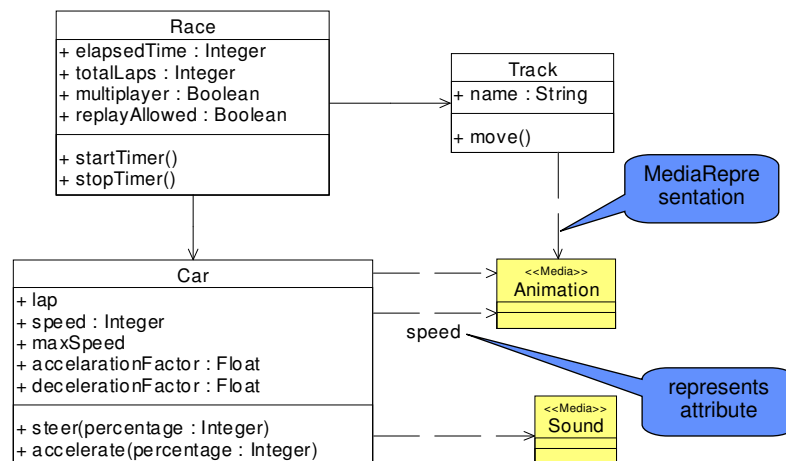 Race
+ elapsedTime : Integer
+ totalLaps : Integer
+ multiplayer : Boolean
+ replayAllowed : Boolean
+ startTimer()
+ stopTimer()
Track
+ name : String
+ move()
MediaRepre
sentation
Car
+ lap
+ speed : Integer
+ maxSpeed
+ accelarationFactor : Float
+ decelerationFactor : Float
+ steer(percentage : Integer)
+ accelerate(percentage : Integer)
<<Media>>
Animation
speed
represents
attribute
<<Media>>
Sound